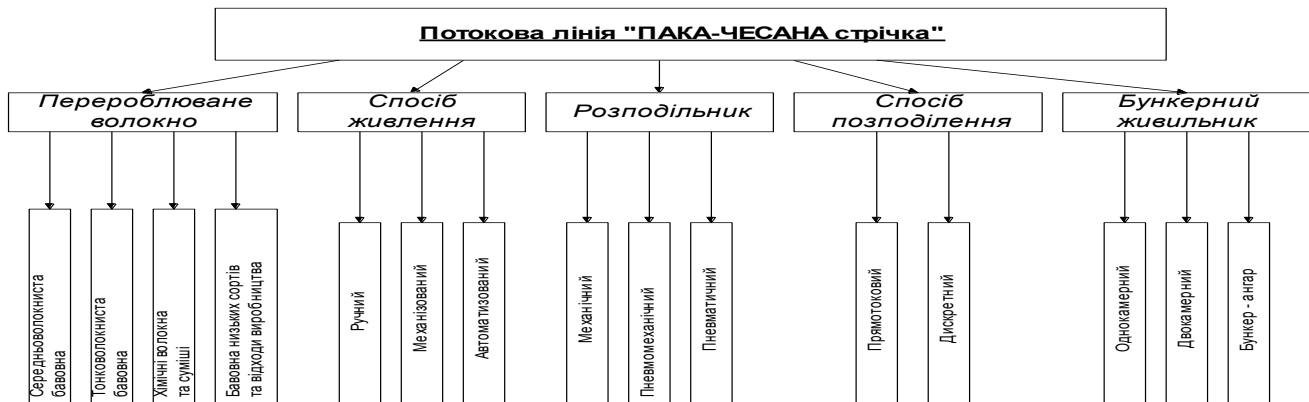 Потокова лінія "ПАКА-ЧЕСАНА стрічка"
Перероблюване
волокно
Спосіб
живлення
Розподільник
Спосіб
позподілення
Бункерний
живильник
Середньоволокниста
бавовна
Тонковолокниста
бавовна
Хімічні волокна
та суміші
Бавовна низьких сортів
та відходи виробництва
Ручний
Механізований
Автоматизований
Механічний
Пневмомеханічний
Пневматичний
Прямотоковий
Дискретний
Однокамерний
Двокамерний
Бункер - ангар